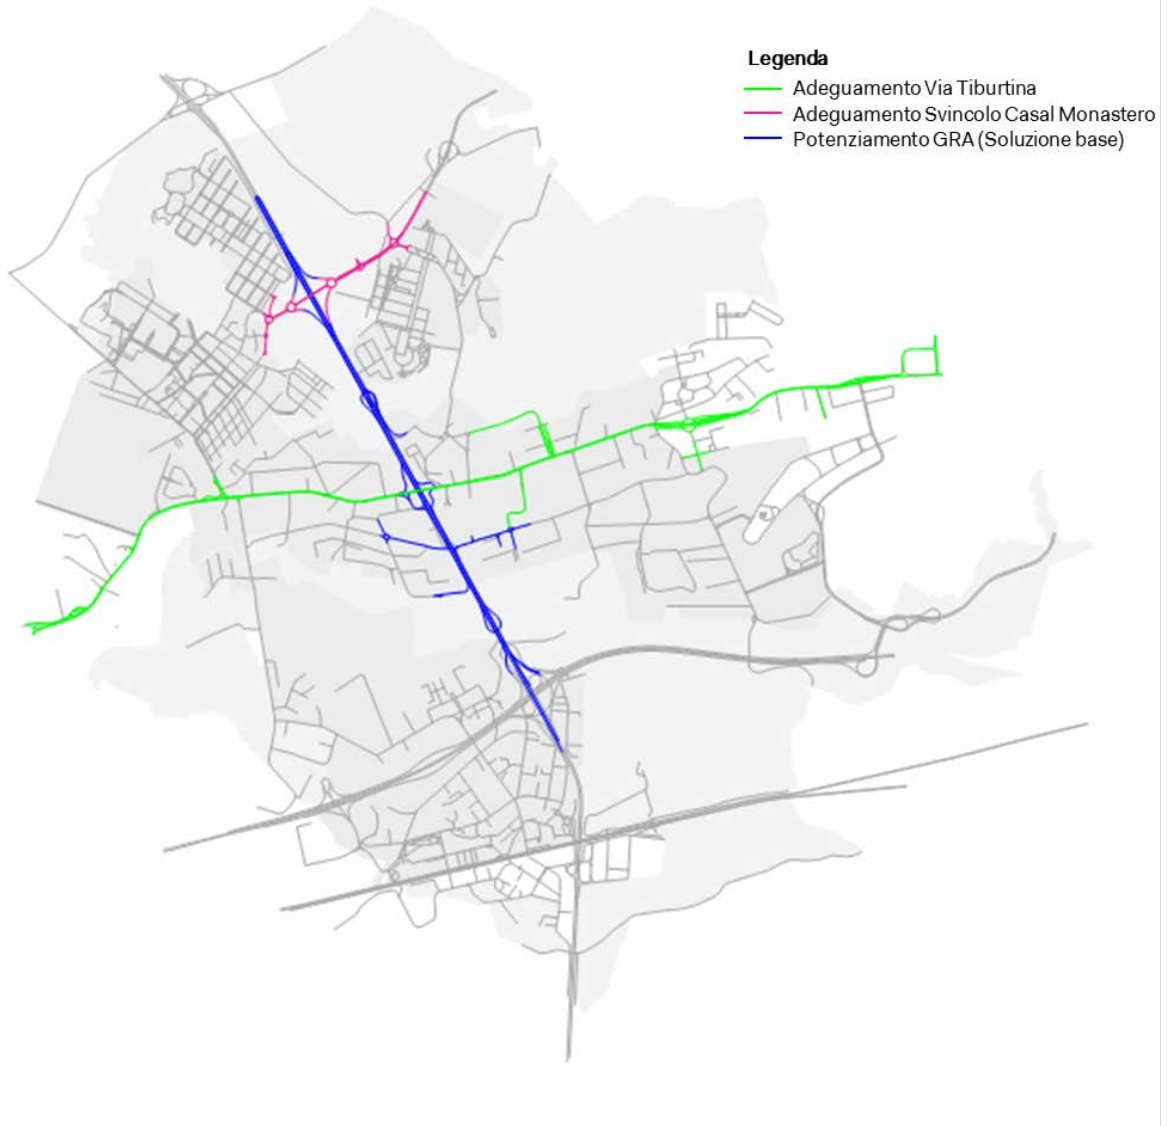 Legenda
Adeguamento Via Tiburtina
Adeguamento Svincolo Casal Monastero
Potenziamento GRA (Soluzione base)